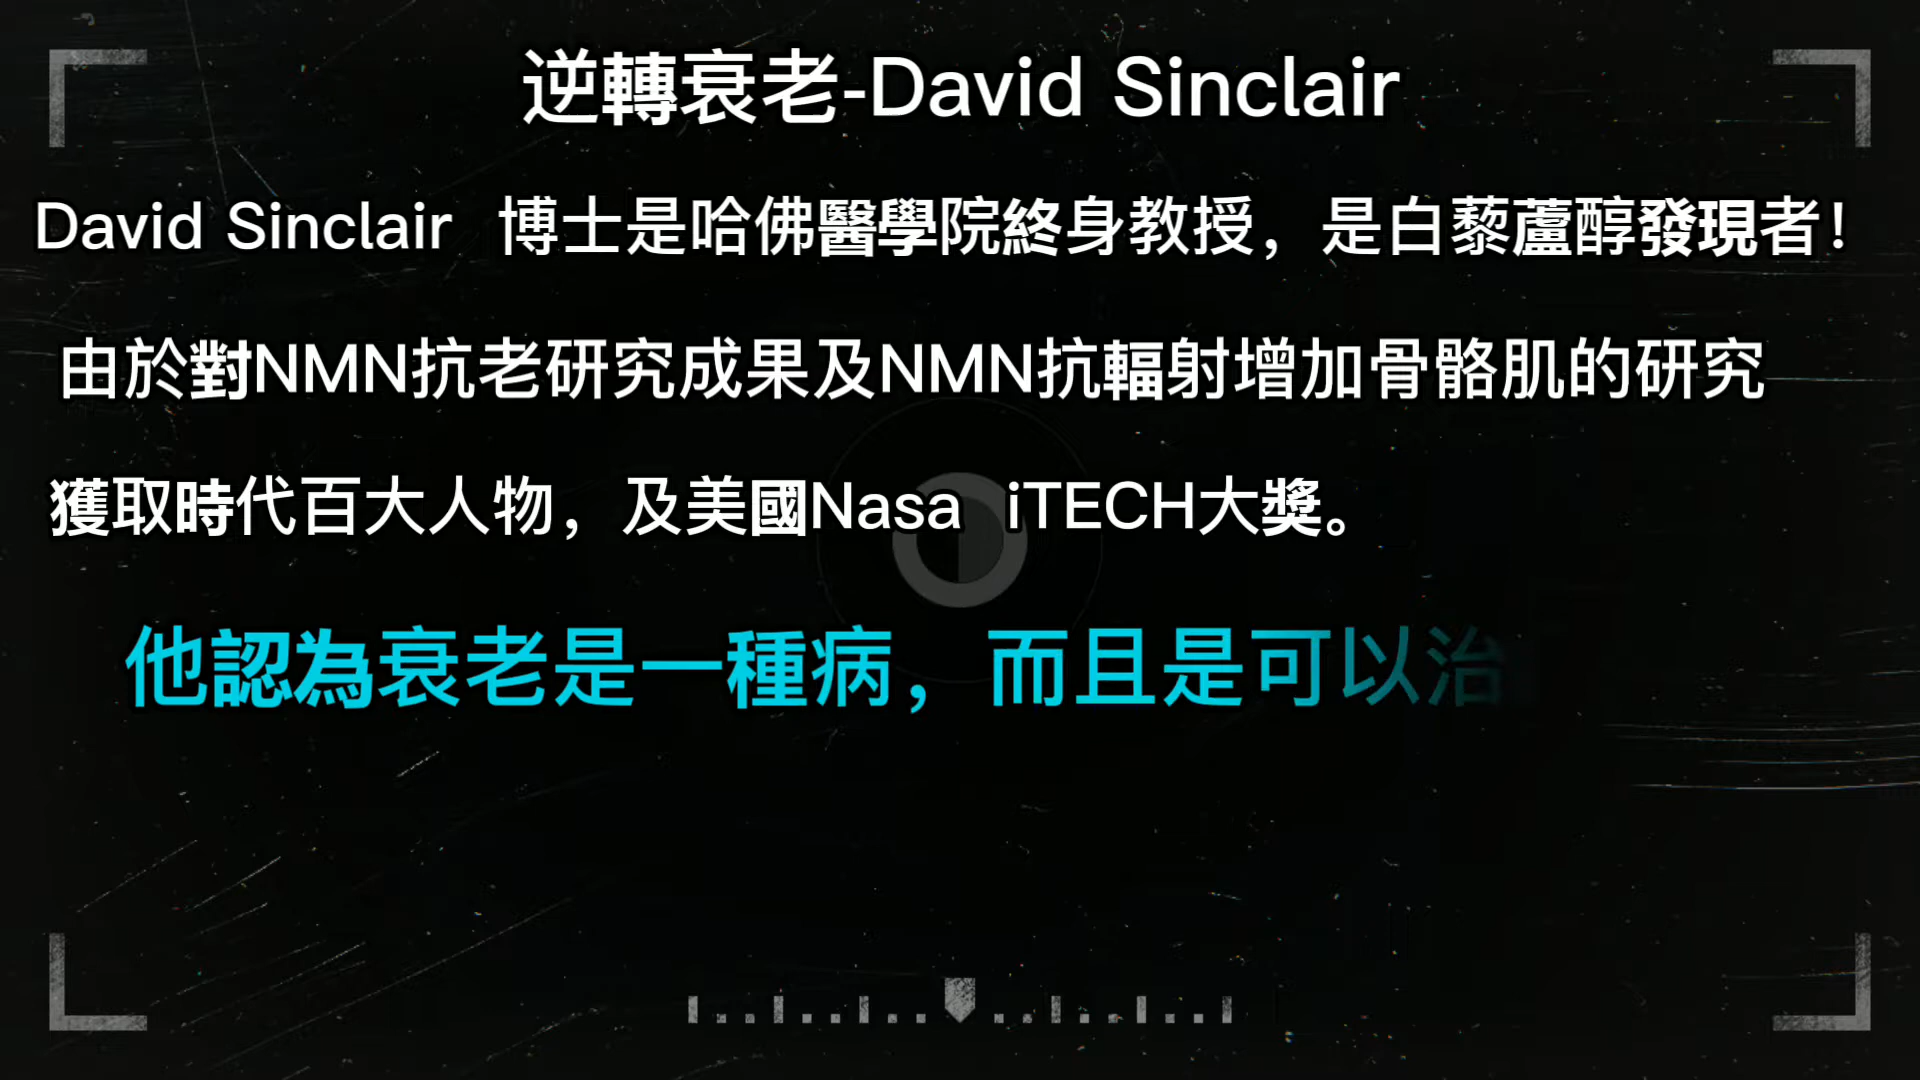 逆轉衰老-David Sinclair
David Sinclair 博士是哈佛醫學院終身教授，是白藜蘆醇發現者！
由於對NMN抗老研究成果及NMN抗輻射增加骨骼肌的研究
獲取時代百大人物，及美國Nasa iTECH大獎。
他認為衰老是一種病，而且是可以治